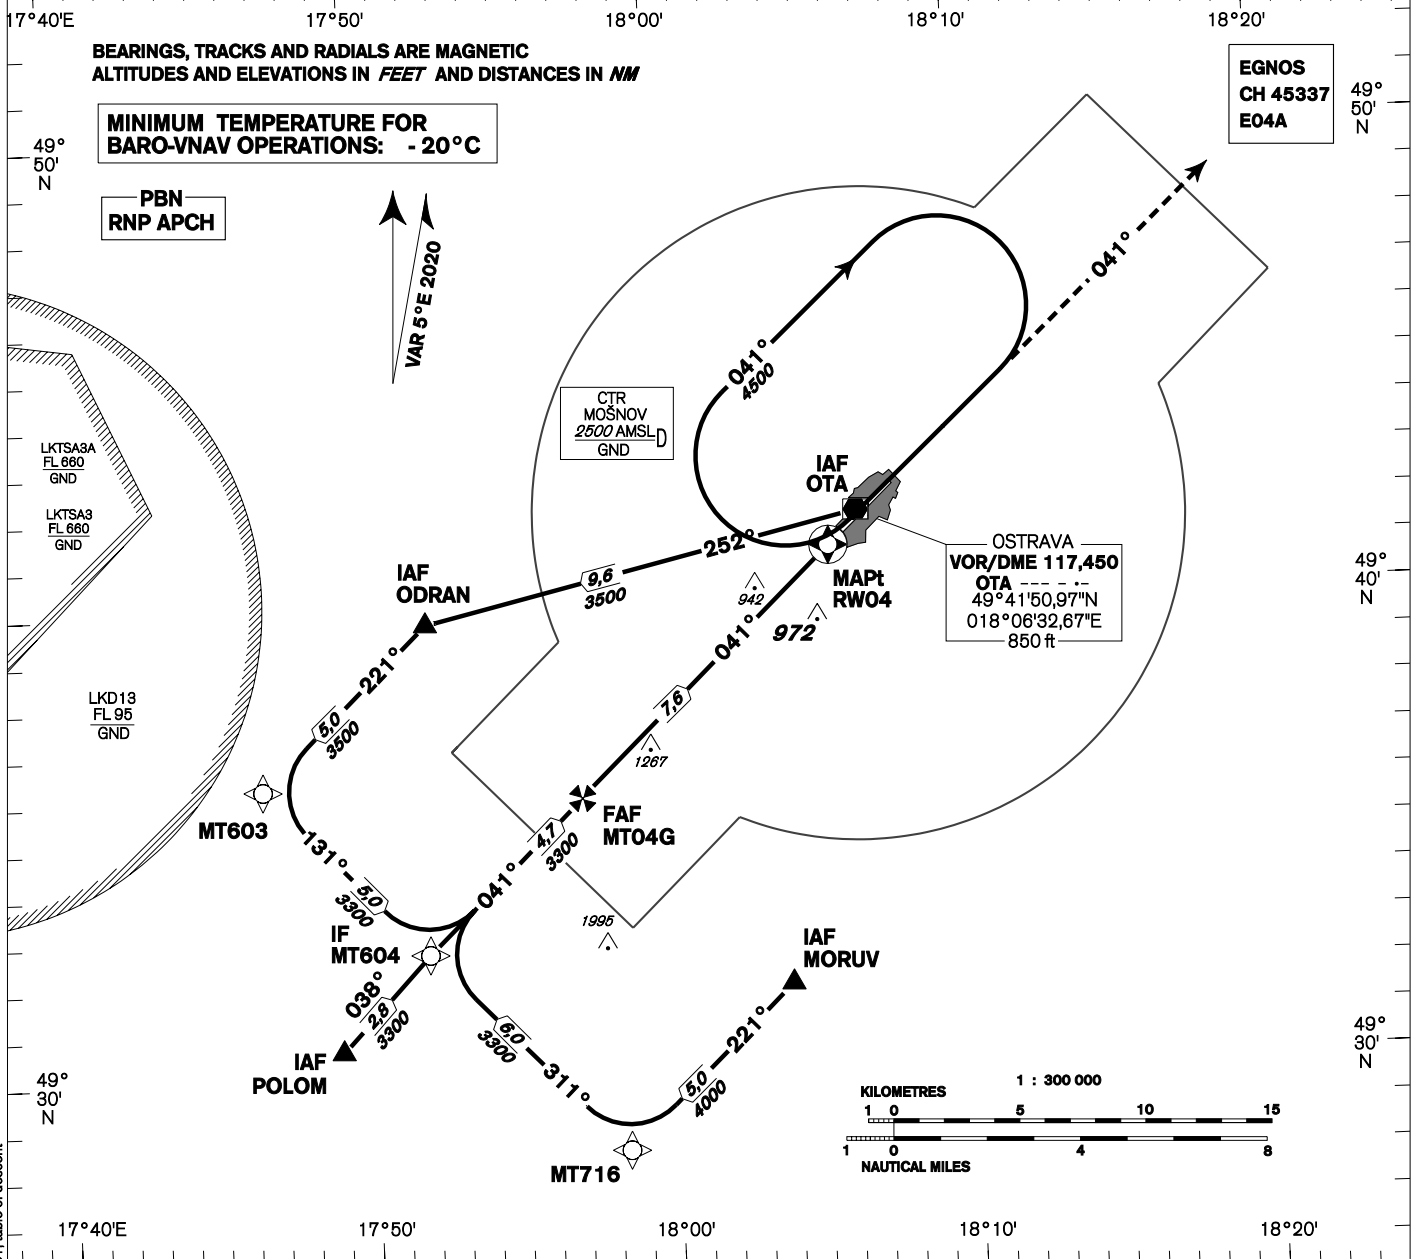 17°40'E
17°50'
18°00'
18°10'
18°20'
BEARINGS, TRACKS AND RADIALS ARE MAGNETIC
ALTITUDES AND ELEVATIONS IN FEET AND DISTANCES IN NM
EGNOS
CH 45337
E04A
49°
50'
N
MINIMUM TEMPERATURE FOR
BARO-VNAV OPERATIONS: - 20°C
49°
50'
N
PBN
RNP APCH
VAR 5°E 2020
041°
041°
4500
CTR
MOŠNOV
2500 AMSL
GND
D
LKTSA3A
FL 660
GND
LKTSA3
FL 660
GND
IAF
OTA
252°
OSTRAVA
VOR/DME 117,450
OTA --- - ·-
49°41'50,97"N
018°06'32,67"E
850 ft
49°
40'
N
IAF
ODRAN
9,6
3500
MAPt
RW04
942
972
041°
221°
5,0
3500
7,6
1267
LKD13
FL 95
GND
MT603
FAF
MT04G
131°
5,0
3300
4,7
3300
041°
1995
IF
MT604
IAF
MORUV
038°
2,8
3300
6,0
3300
221°
49°
30'
N
IAF
POLOM
311°
5,0
4000
49°
30'
N
1 : 300 000
KILOMETRES
1 0 5 10 15
1 0 4 8
NAUTICAL MILES
MT716
17°40'E
17°50'
18°00'
18°10'
18°20'